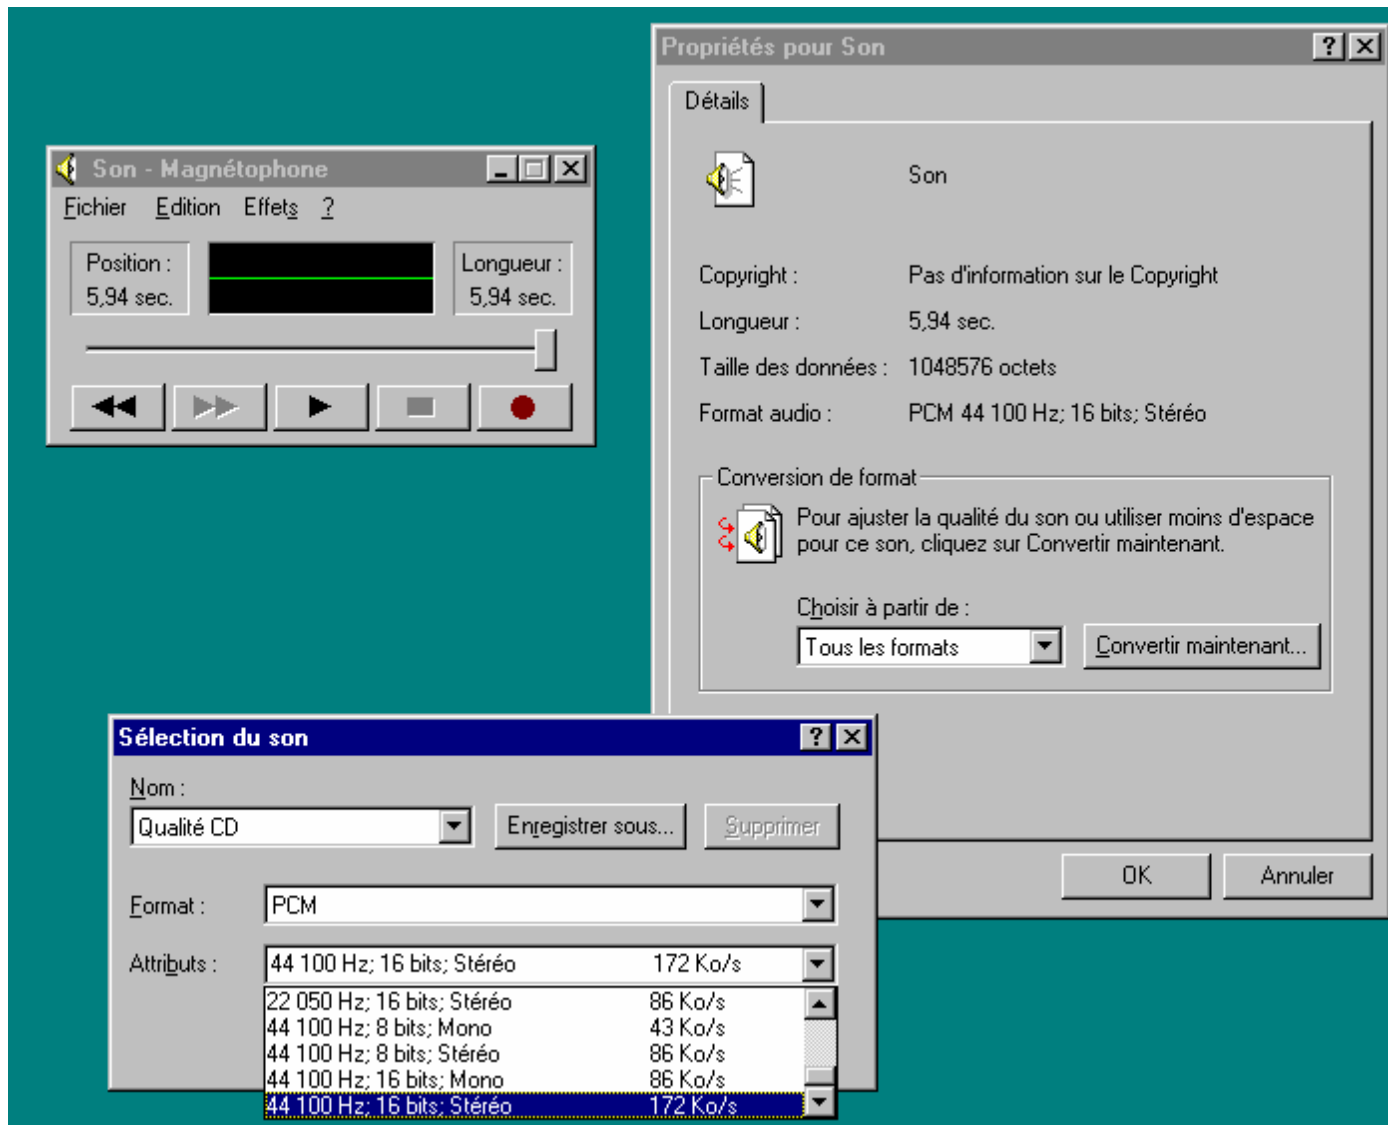 Son - Magnétophone
Fichier Edition Effets ?
Position :
5,94 sec.
Longueur :
5,94 sec.
Propriétés pour Son
Détails
Son
Copyright : Pas d'information sur le Copyright
Longueur : 5,94 sec.
Taille des données : 1048576 octets
Format audio : PCM 44 100 Hz; 16 bits; Stéréo
Conversion de format
Pour ajuster la qualité du son ou utiliser moins d'espace
pour ce son, cliquez sur Convertir maintenant.
Choisir à partir de :
Tous les formats Convertir maintenant...
OK Annuler
Sélection du son
Nom :
Qualité CD Enregistrer sous... Supprimer
Format : PCM
Attributs : 44 100 Hz; 16 bits; Stéréo 172 Ko/s
22 050 Hz; 16 bits; Stéréo 86 Ko/s
44 100 Hz; 8 bits; Mono 43 Ko/s
44 100 Hz; 8 bits; Stéréo 86 Ko/s
44 100 Hz; 16 bits; Mono 86 Ko/s
44 100 Hz; 16 bits; Stéréo 172 Ko/s